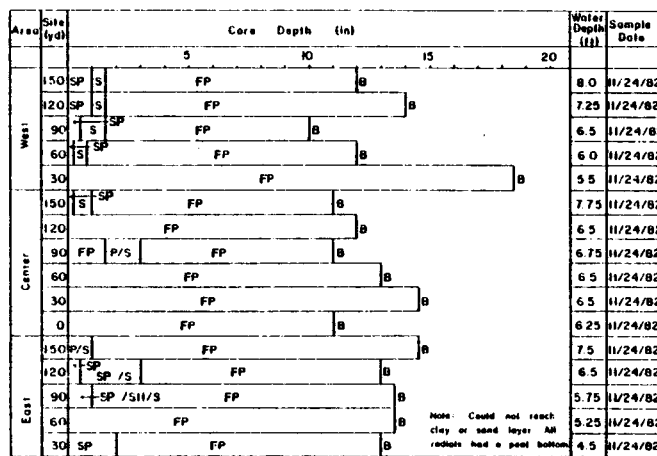 Area Site (yd) Core Depth (in) Water Depth (ft) Sample Date
5 10 15 20
West
150 SP S FP B 8.0 11/24/82
120 SP S FP B 7.25 11/24/82
90 S SP FP B 6.5 11/24/82
60 S SP FP B 6.0 11/24/82
30 FP B 5.5 11/24/82
Center
150 S SP FP B 7.75 11/24/82
120 FP B 6.5 11/24/82
90 FP P/S FP B 6.75 11/24/82
60 FP B 6.5 11/24/82
30 FP B 6.5 11/24/82
0 FP B 6.25 11/24/82
East
150 P/S FP B 7.5 11/24/82
120 SP SP/S FP B 6.5 11/24/82
90 SP/SH/S FP B 5.75 11/24/82
60 FP B 5.25 11/24/82
30 SP FP B 4.5 11/24/82
Note: Could not reach
clay or sand layer. All
radials had a peat bottom.